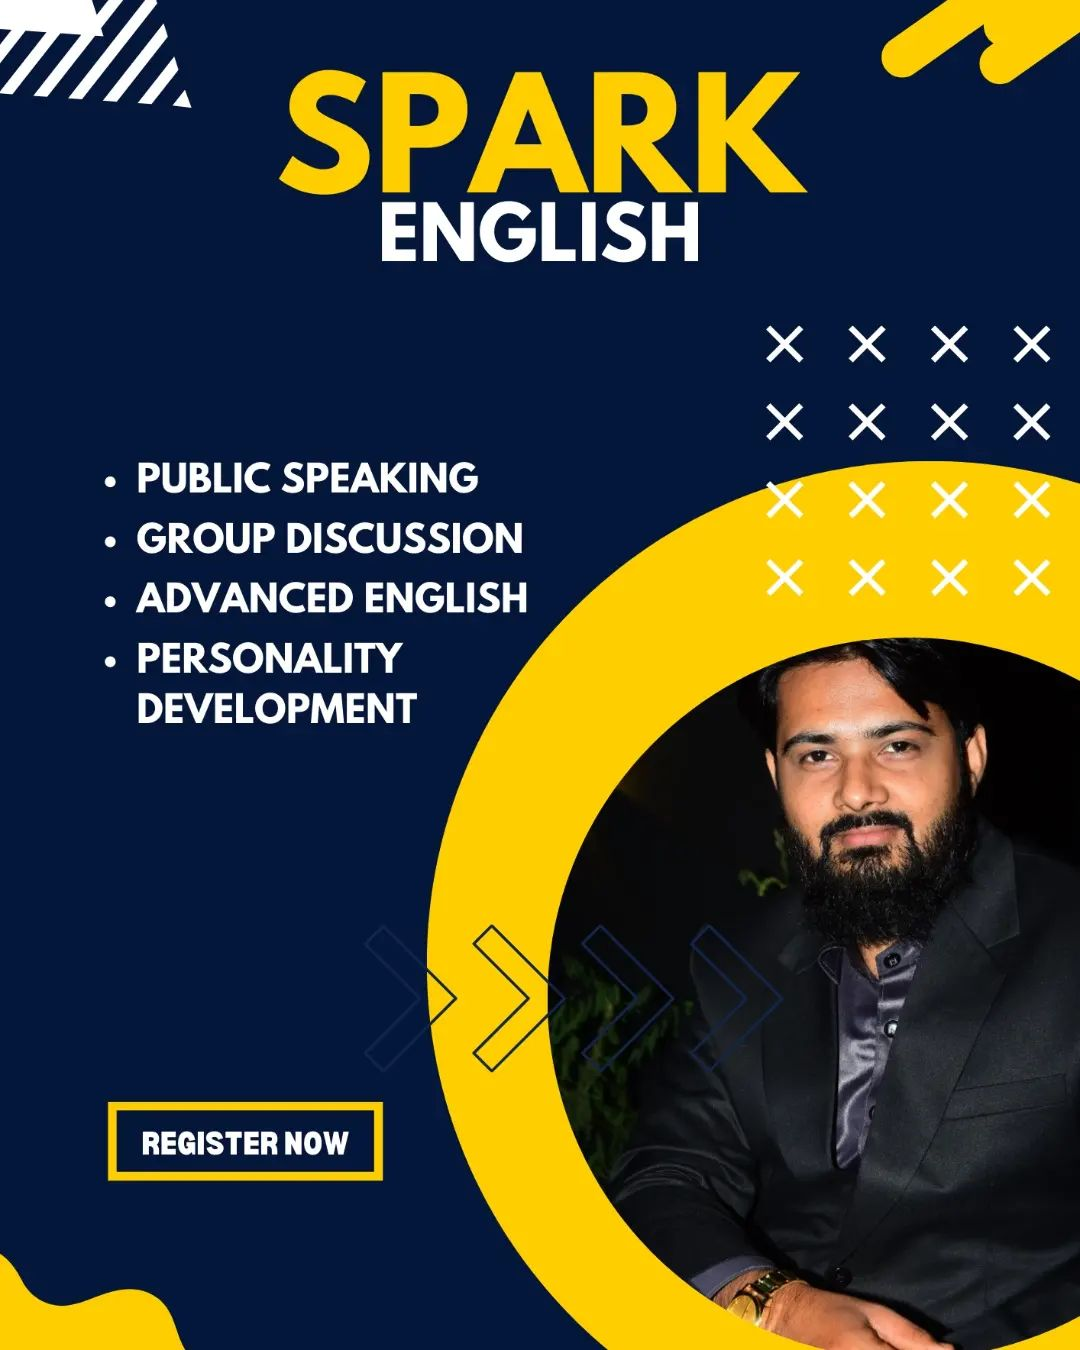 SPARK
ENGLISH
• PUBLIC SPEAKING
• GROUP DISCUSSION
• ADVANCED ENGLISH
• PERSONALITY
DEVELOPMENT
REGISTER NOW